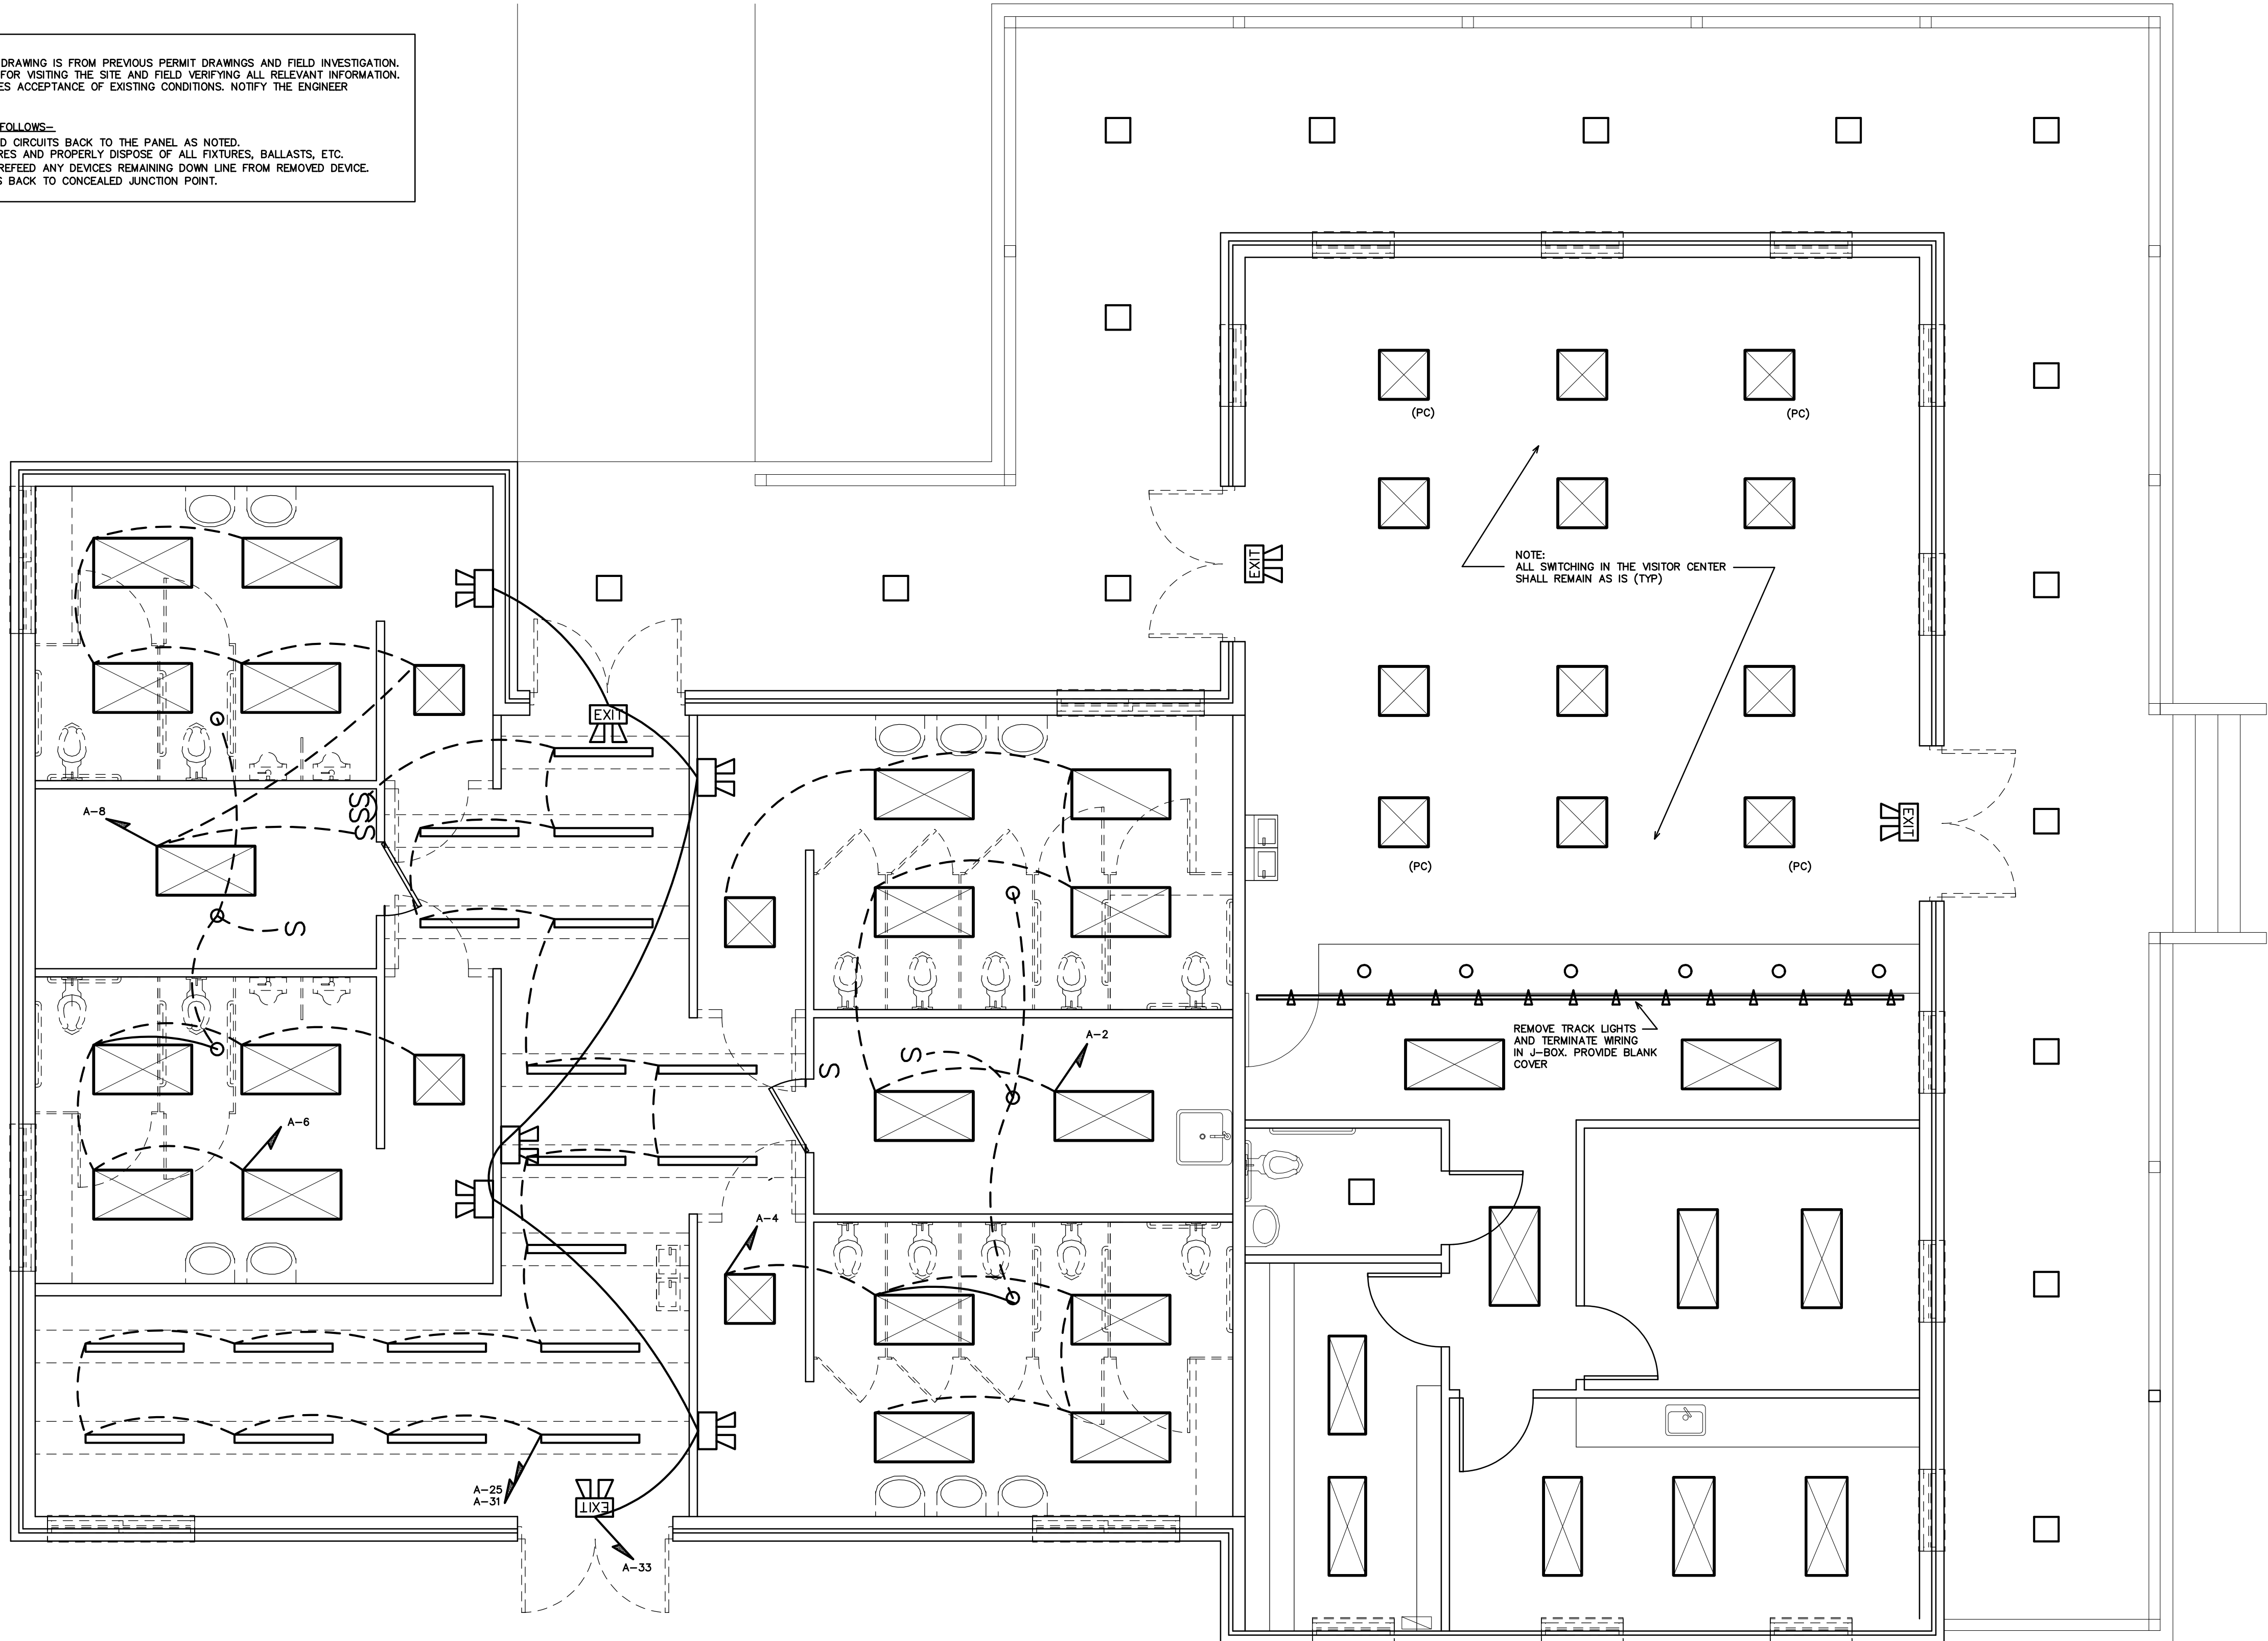 DRAWING IS FROM PREVIOUS PERMIT DRAWINGS AND FIELD INVESTIGATION.
FOR VISITING THE SITE AND FIELD VERIFYING ALL RELEVANT INFORMATION.
ES ACCEPTANCE OF EXISTING CONDITIONS. NOTIFY THE ENGINEER
FOLLOWS-
D CIRCUITS BACK TO THE PANEL AS NOTED.
RES AND PROPERLY DISPOSE OF ALL FIXTURES, BALLASTS, ETC.
REFEED ANY DEVICES REMAINING DOWN LINE FROM REMOVED DEVICE.
S BACK TO CONCEALED JUNCTION POINT.
(PC)
(PC)
NOTE:
ALL SWITCHING IN THE VISITOR CENTER
SHALL REMAIN AS IS (TYP)
EXIT
EXIT
EXIT
(PC)
(PC)
A-8
S
S
S
S
REMOVE TRACK LIGHTS
AND TERMINATE WIRING
IN J-BOX. PROVIDE BLANK
COVER
A-2
S
S
A-6
A-4
A-25
A-31
EXIT
A-33